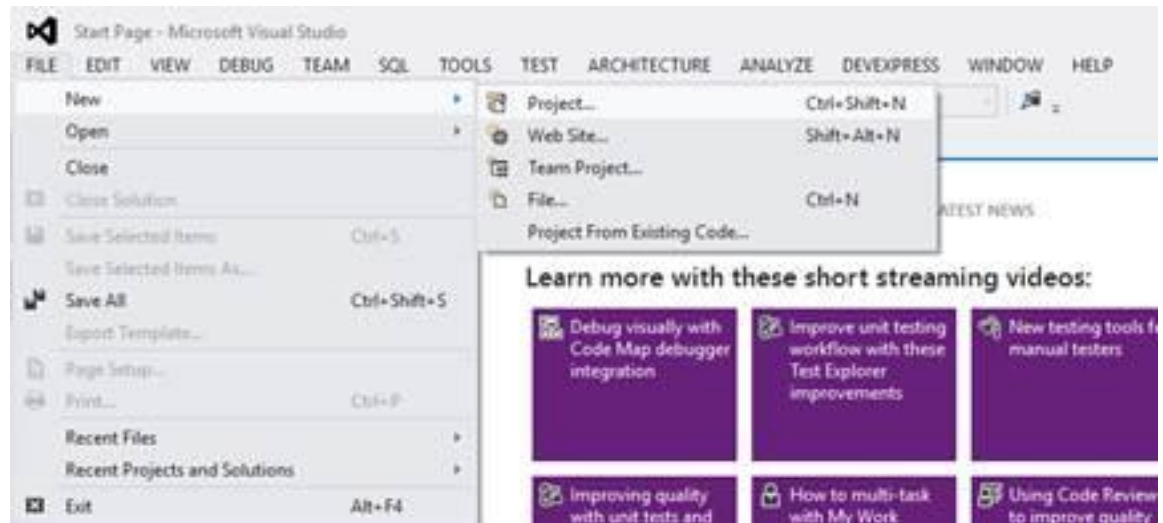 Start Page - Microsoft Visual Studio
FILE EDIT VIEW DEBUG TEAM SQL TOOLS TEST ARCHITECTURE ANALYZE DEVEXPRESS WINDOW HELP
New
Open
Close
Close Solution
Save Selected Items Ctrl+S
Save Selected Items As...
Save All Ctrl+Shift+S
Export Template...
Page Setup...
Print... Ctrl+P
Recent Files
Recent Projects and Solutions
Exit Alt+F4
Project... Ctrl+Shift+N
Web Site... Shift+Alt+N
Team Project...
File... Ctrl+N
Project From Existing Code...
ATEST NEWS
Learn more with these short streaming videos:
Debug visually with
Code Map debugger
integration
Improve unit testing
workflow with these
Test Explorer
improvements
New testing tools f
manual testers
Improving quality
with unit tests and
How to multi-task
with My Work
Using Code Review
to improve quality